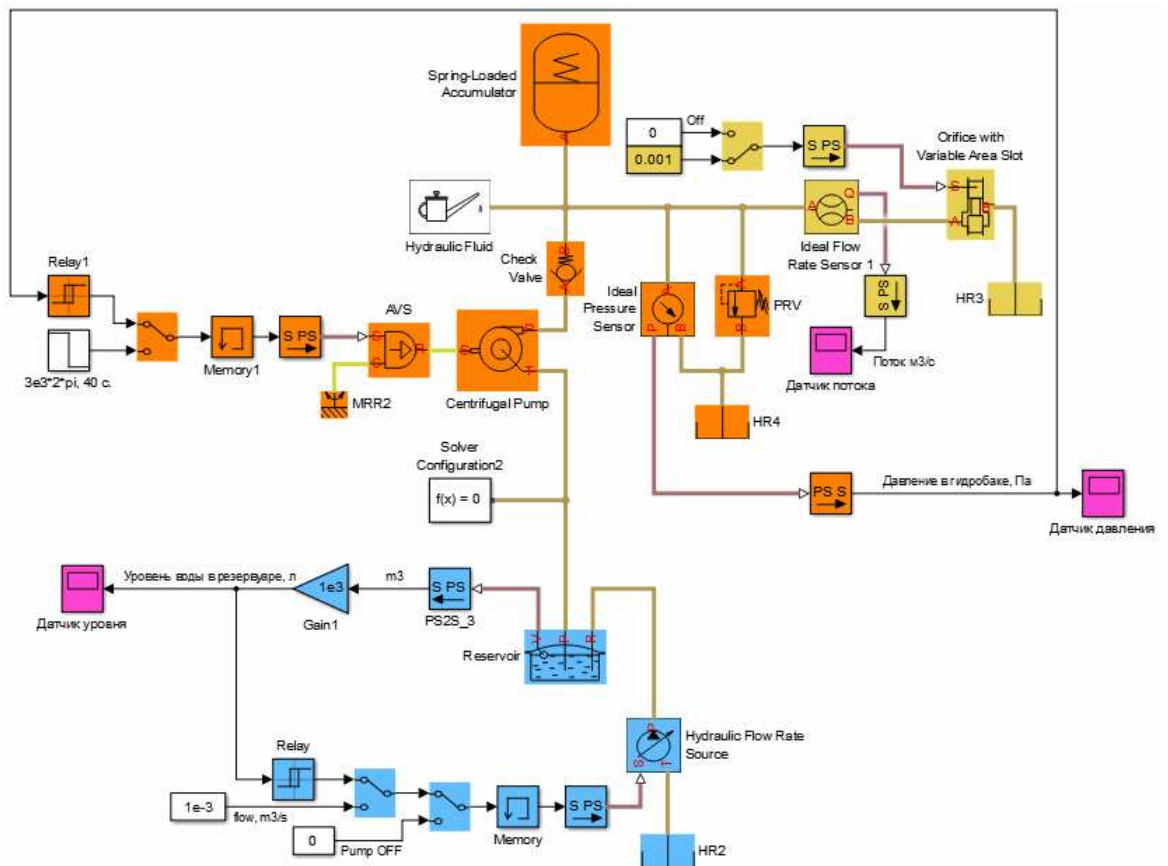 Spring-Loaded
Accumulator
A
Off
0
0.001
S PS
Orifice with
Variable Area Slot
S
A
B
Hydraulic Fluid
A
Q
B
Ideal Flow
Rate Sensor 1
S PS
HR3
Поток м3/с
Датчик потока
Check
Valve
B
A
Ideal
Pressure
Sensor
A
P
B
A
B
PRV
HR4
Relay1
3e3*2*pi, 40 с.
Memory1
S PS
AVS
S
C
R
MRR2
S
P
T
Centrifugal Pump
Solver
Configuration2
f(x) = 0
PS S
Давление в гидробаке, Па
Датчик давления
Уровень воды в резервуаре, л
Датчик уровня
1e3
Gain1
m3
S PS
PS2S_3
V
P
R
Reservoir
Relay
1e-3
flow, m3/s
0
Pump OFF
Memory
S PS
P
S
T
Hydraulic Flow Rate
Source
HR2